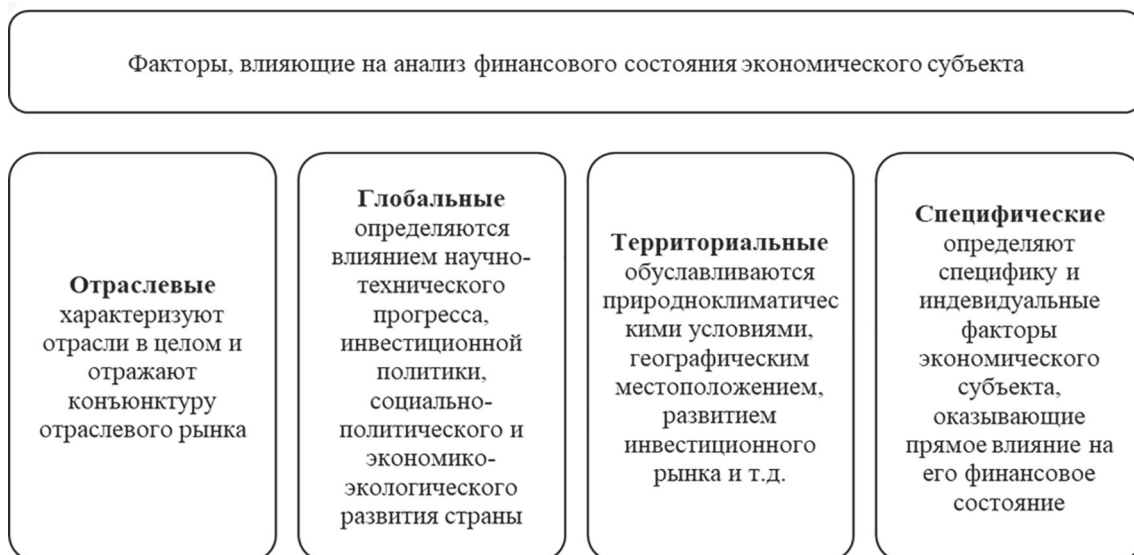 Факторы, влияющие на анализ финансового состояния экономического субъекта
Отраслевые
характеризуют
отрасли в целом и
отражают
конъюнктуру
отраслевого рынка
Глобальные
определяются
влиянием научно-
технического
прогресса,
инвестиционной
политики,
социально-
политического и
экономико-
экологического
развития страны
Территориальные
обуславливаются
природноклиматичес
кими условиями,
географическим
местоположением,
развитием
инвестиционного
рынка и т.д.
Специфические
определяют
специфику и
индевидуальные
факторы
экономического
субъекта,
оказывающие
прямое влияние на
его финансовое
состояние